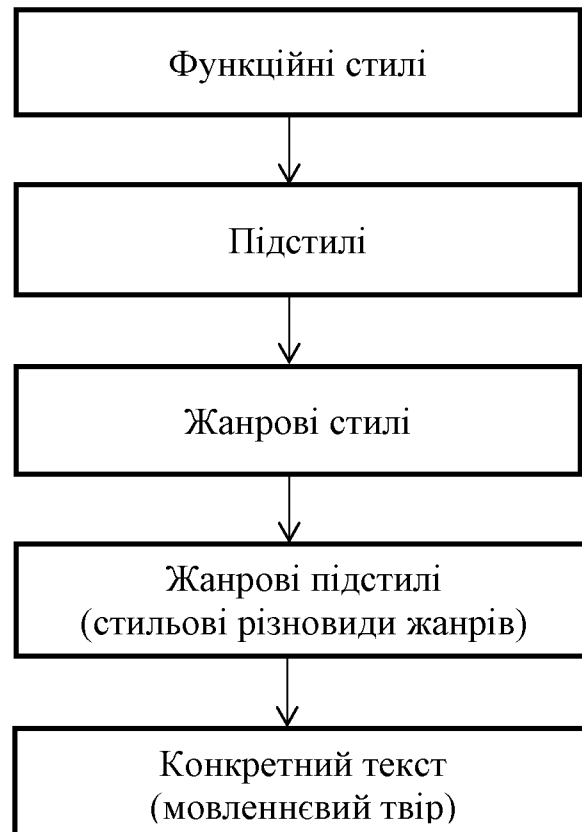 Функційні стилі
Підстилі
Жанрові стилі
Жанрові підстилі
(стильові різновиди жанрів)
Конкретний текст
(мовленнєвий твір)